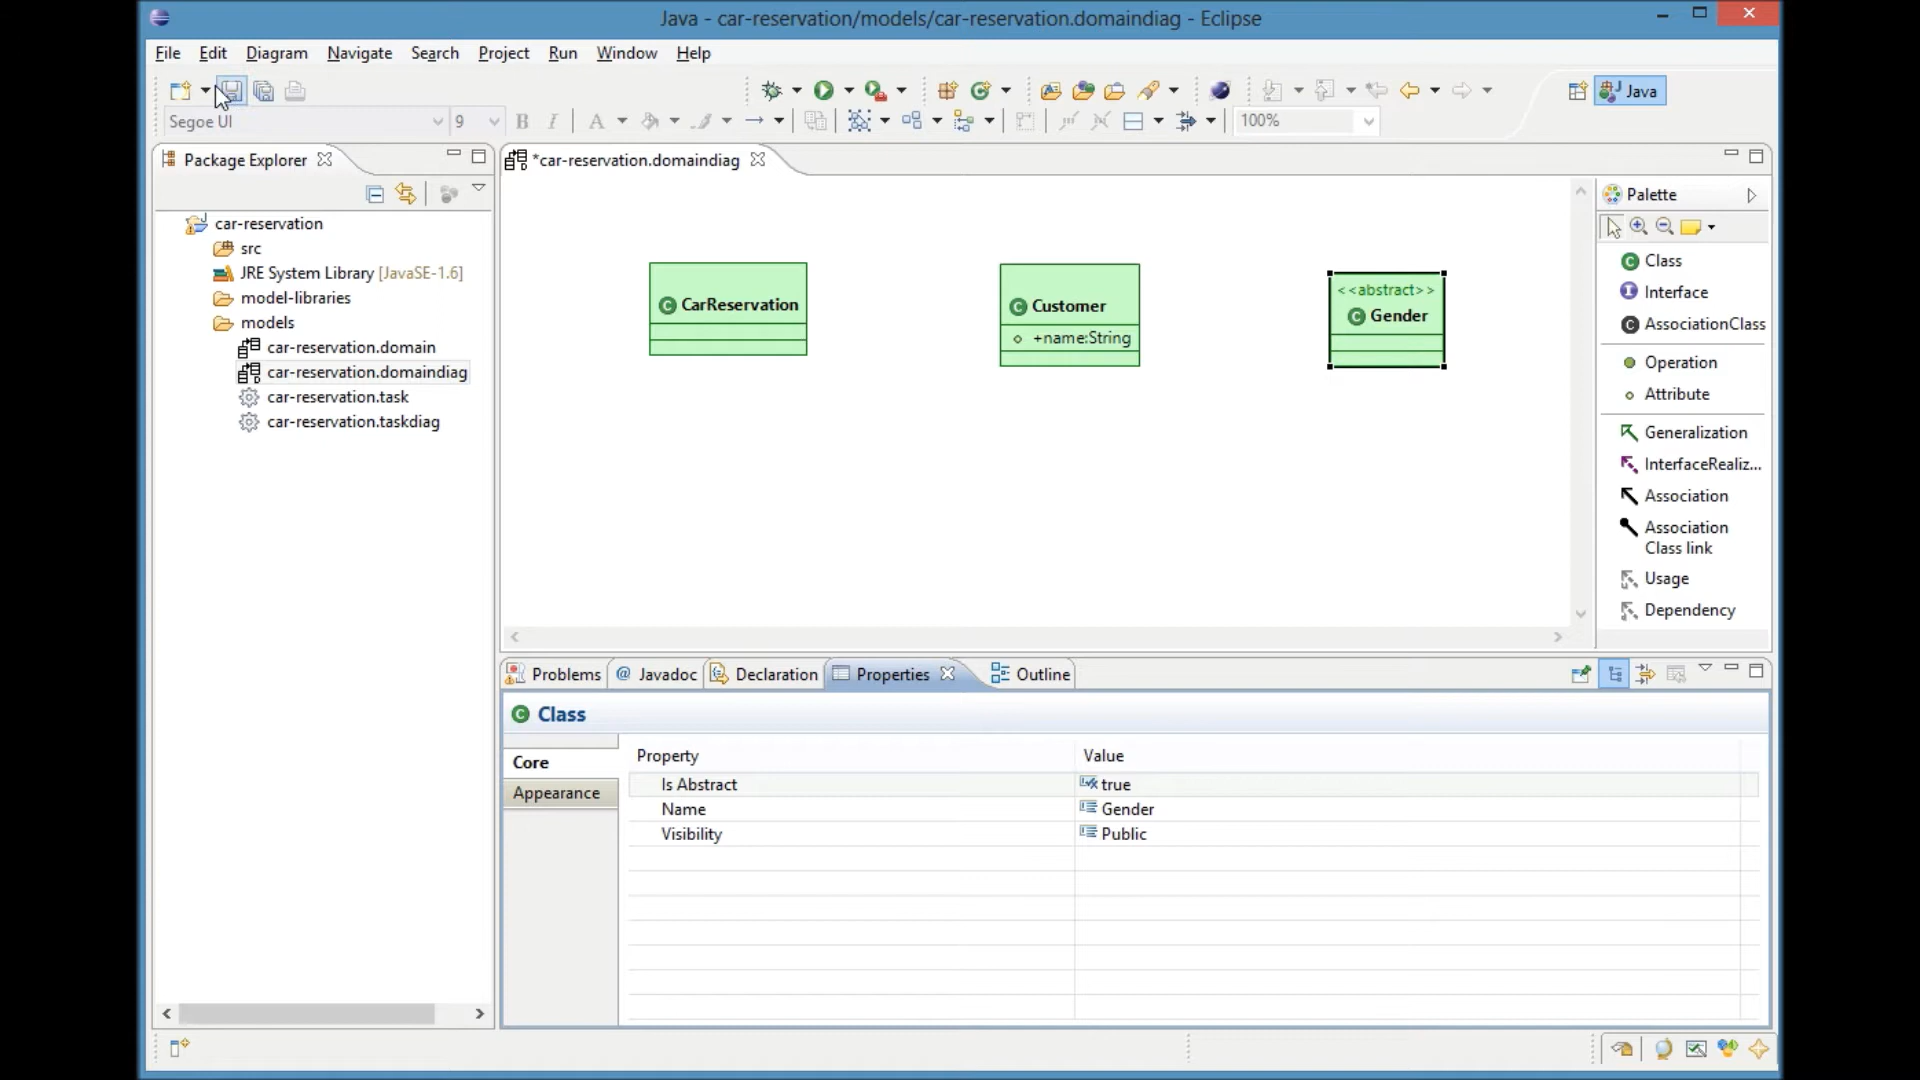 Java - car-reservation/models/car-reservation.domaindiag - Eclipse
File Edit Diagram Navigate Search Project Run Window Help
Java
Segoe UI 9 B I A 100%
Package Explorer
*car-reservation.domaindiag
car-reservation
src
JRE System Library [JavaSE-1.6]
model-libraries
models
car-reservation.domain
car-reservation.domaindiag
car-reservation.task
car-reservation.taskdiag
CarReservation
Customer
+name:String
<<abstract>>
Gender
Palette
Class
Interface
AssociationClass
Operation
Attribute
Generalization
InterfaceRealiz...
Association
Association
Class link
Usage
Dependency
Problems @ Javadoc Declaration Properties Outline
Class
Core
Appearance
Property Value
Is Abstract true
Name Gender
Visibility Public